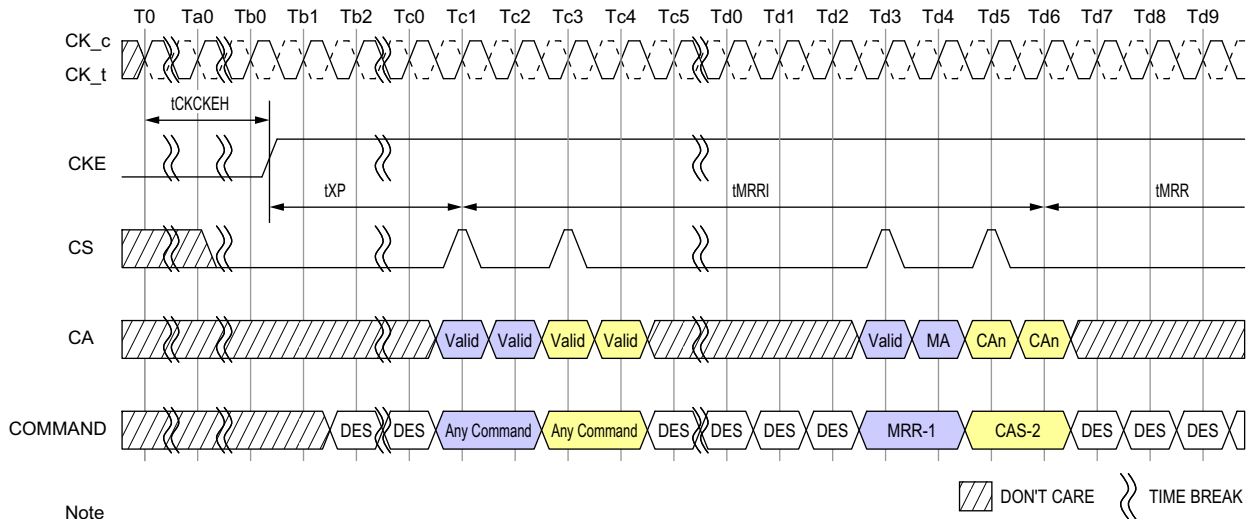 T0 Ta0 Tb0 Tb1 Tb2 Tc0 Tc1 Tc2 Tc3 Tc4 Tc5 Td0 Td1 Td2 Td3 Td4 Td5 Td6 Td7 Td8 Td9
CK_c
CK_t
tCKCKEH
CKE
tXP tMRRI tMRR
CS
CA Valid Valid Valid Valid Valid MA CAn CAn
COMMAND DES DES Any Command Any Command DES DES DES DES MRR-1 CAS-2 DES DES DES
DON'T CARE TIME BREAK
Note